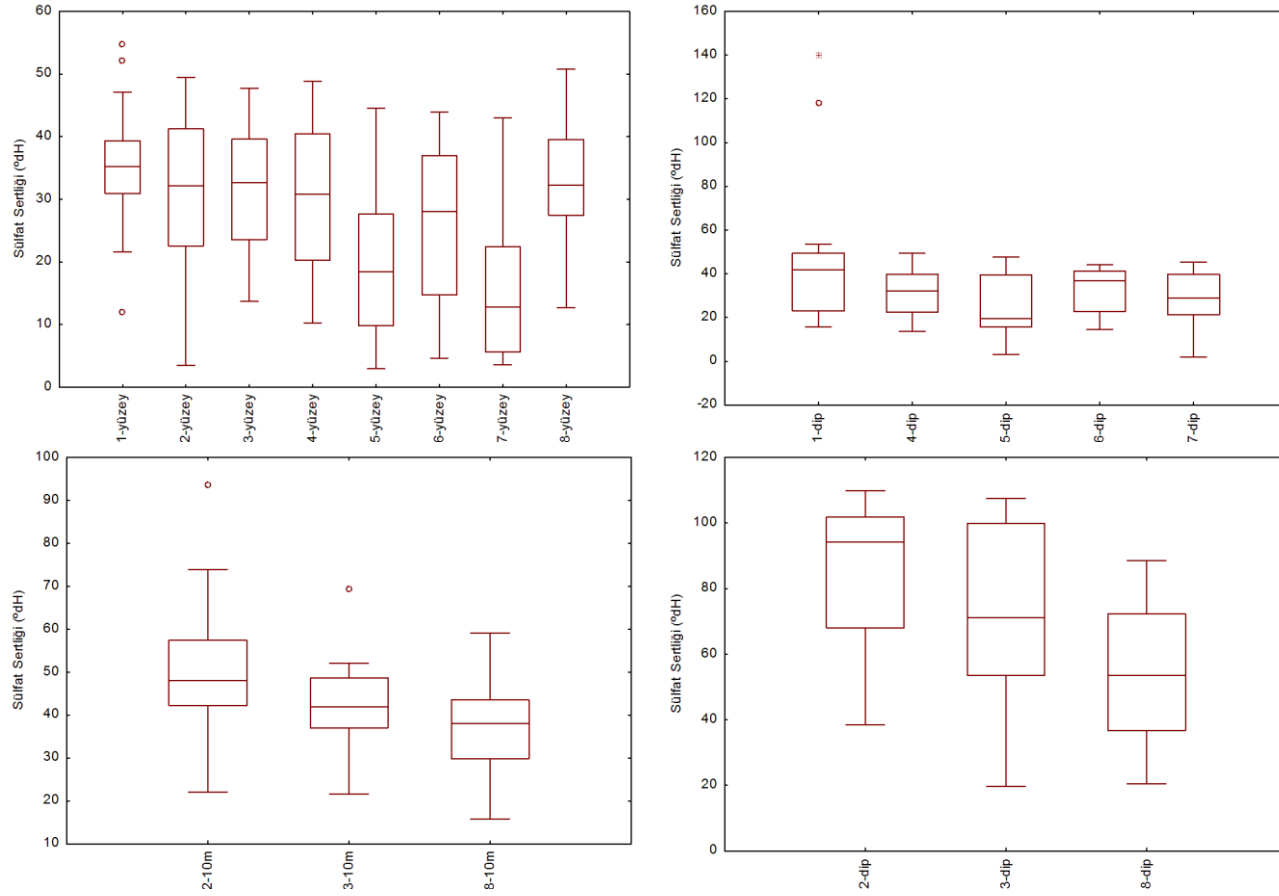 Sülfat Sertliği (ºdH)
60
50
40
30
20
10
0
1-yüzey
2-yüzey
3-yüzey
4-yüzey
5-yüzey
6-yüzey
7-yüzey
8-yüzey
Sülfat Sertliği (ºdH)
160
140
120
100
80
60
40
20
0
-20
1-dip
4-dip
5-dip
6-dip
7-dip
Sülfat Sertliği (ºdH)
100
90
80
70
60
50
40
30
20
10
2-10m
3-10m
8-10m
Sülfat Sertliği (ºdH)
120
100
80
60
40
20
0
2-dip
3-dip
8-dip